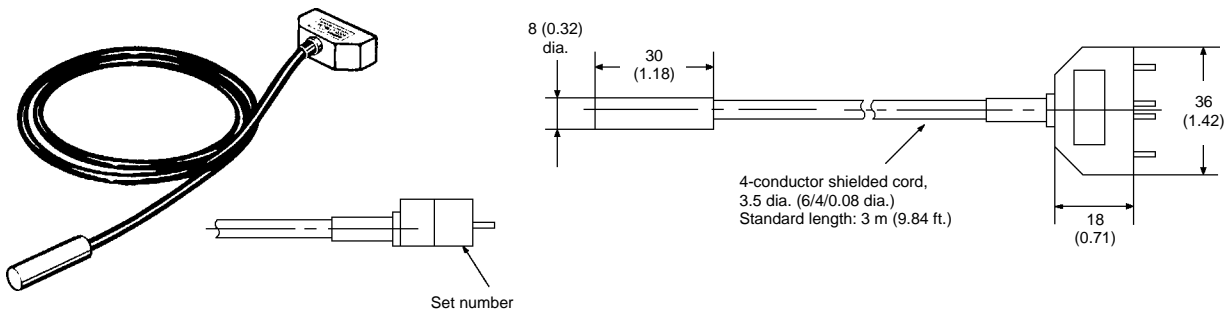 8 (0.32)
dia.
30
(1.18)
36
(1.42)
4-conductor shielded cord,
3.5 dia. (6/4/0.08 dia.)
Standard length: 3 m (9.84 ft.)
18
(0.71)
Set number